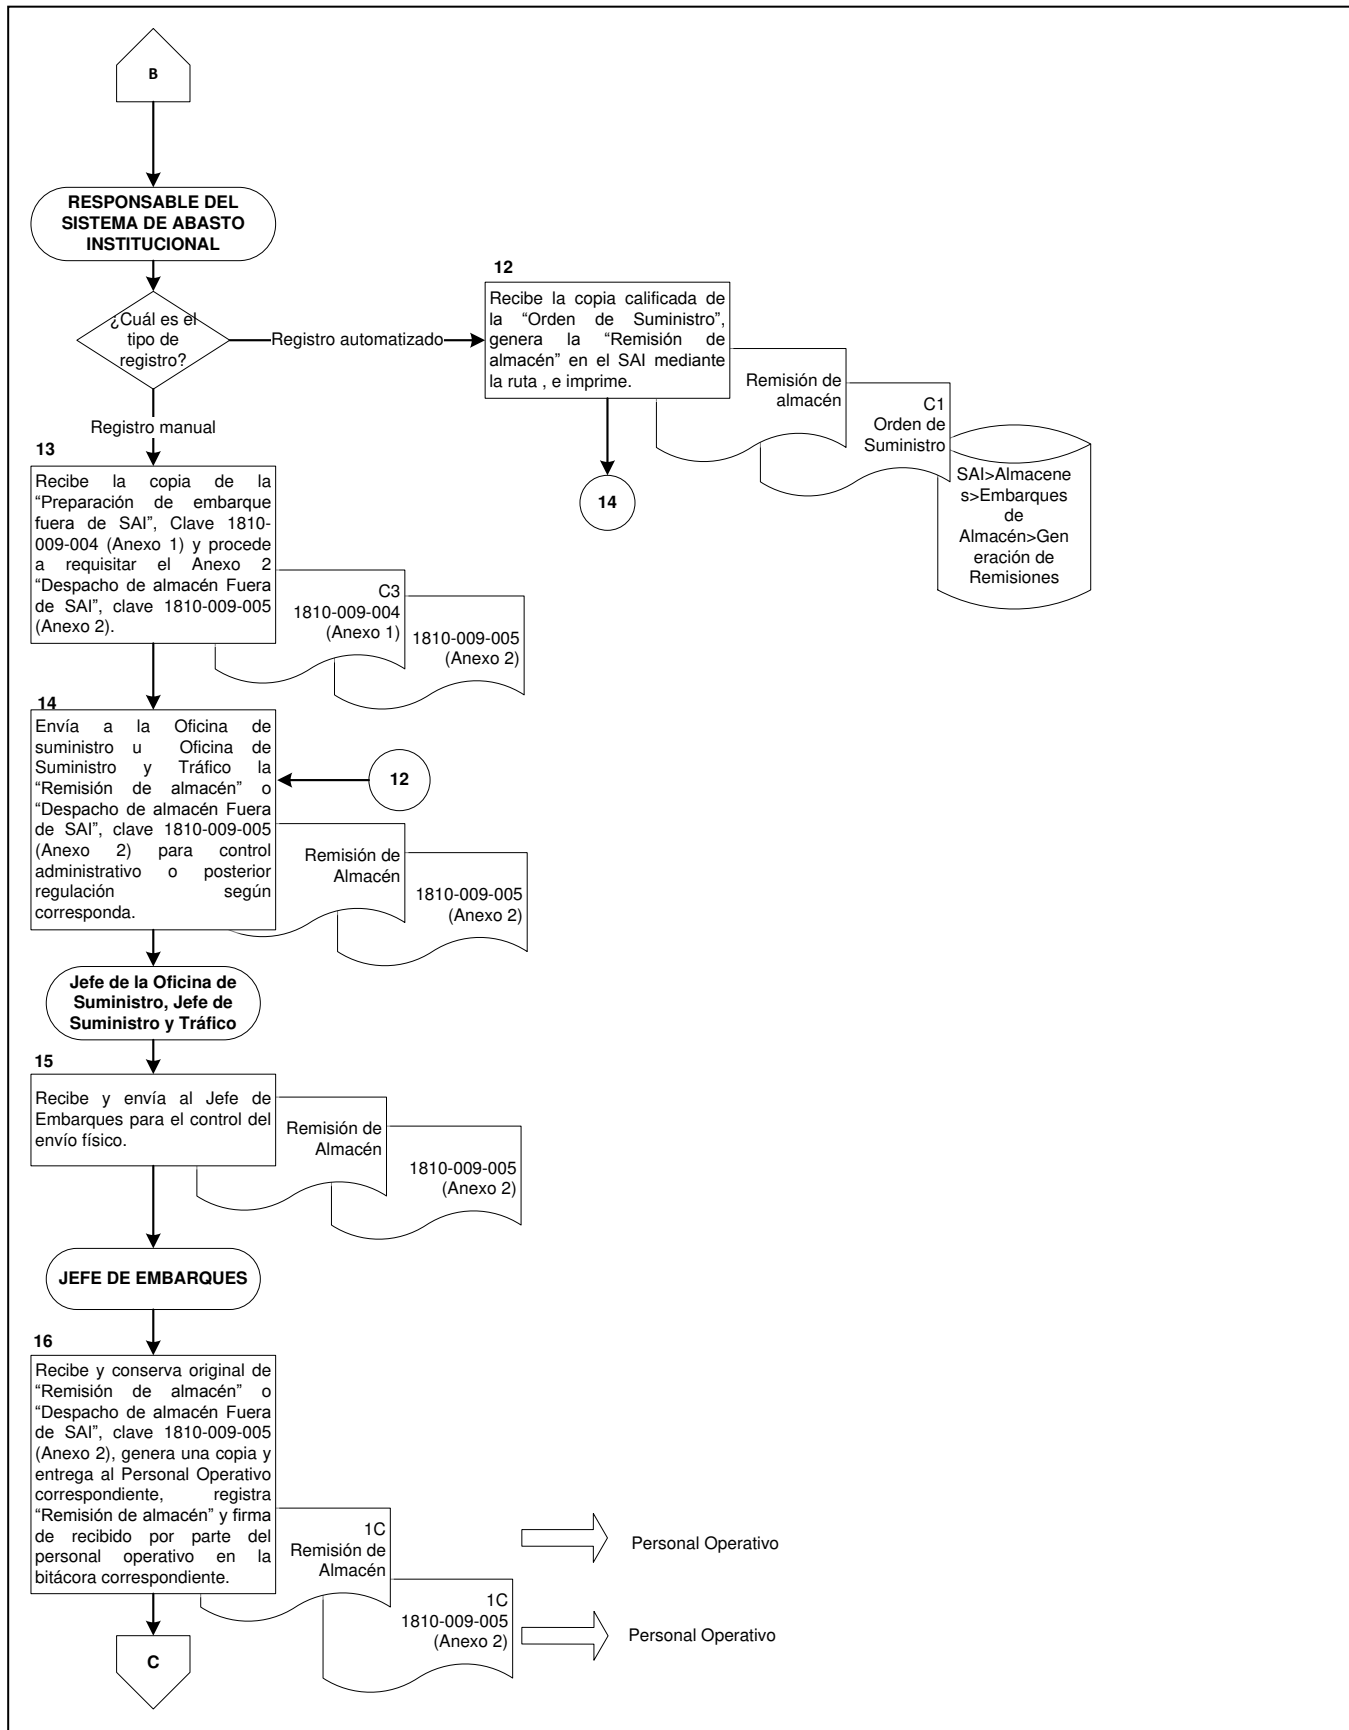 B
RESPONSABLE DEL
SISTEMA DE ABASTO
INSTITUCIONAL
¿Cuál es el
tipo de
registro?
Registro automatizado
12
Recibe la copia calificada de
la “Orden de Suministro”,
genera la “Remisión de
almacén” en el SAI mediante
la ruta , e imprime.
Remisión de
almacén
C1
Orden de
Suministro
SAI>Almacene
s>Embarques
de
Almacén>Gen
eración de
Remisiones
14
Registro manual
13
Recibe la copia de la
“Preparación de embarque
fuera de SAI”, Clave 1810-
009-004 (Anexo 1) y procede
a requisitar el Anexo 2
“Despacho de almacén Fuera
de SAI”, clave 1810-009-005
(Anexo 2).
C3
1810-009-004
(Anexo 1)
1810-009-005
(Anexo 2)
14
Envía a la Oficina de
suministro u Oficina de
Suministro y Tráfico la
“Remisión de almacén” o
“Despacho de almacén Fuera
de SAI”, clave 1810-009-005
(Anexo 2) para control
administrativo o posterior
regulación según
corresponda.
12
Remisión de
Almacén
1810-009-005
(Anexo 2)
Jefe de la Oficina de
Suministro, Jefe de
Suministro y Tráfico
15
Recibe y envía al Jefe de
Embarques para el control del
envío físico.
Remisión de
Almacén
1810-009-005
(Anexo 2)
JEFE DE EMBARQUES
16
Recibe y conserva original de
“Remisión de almacén” o
“Despacho de almacén Fuera
de SAI”, clave 1810-009-005
(Anexo 2), genera una copia y
entrega al Personal Operativo
correspondiente, registra
“Remisión de almacén” y firma
de recibido por parte del
personal operativo en la
bitácora correspondiente.
1C
Remisión de
Almacén
Personal Operativo
1C
1810-009-005
(Anexo 2)
Personal Operativo
C